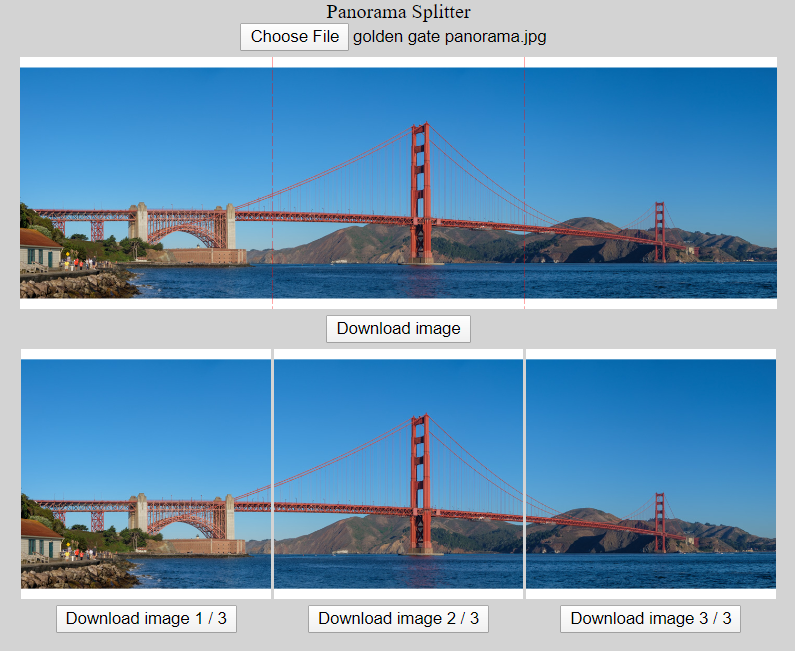 Panorama Splitter
Choose File golden gate panorama.jpg
Download image
Download image 1 / 3 Download image 2 / 3 Download image 3 / 3